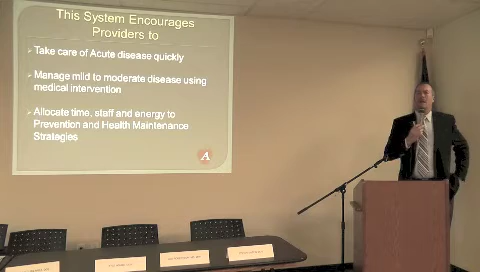 This System Encourages
Providers to
Take care of Acute disease quickly
Manage mild to moderate disease using
medical intervention
Allocate time, staff and energy to
Prevention and Health Maintenance
Strategies
A